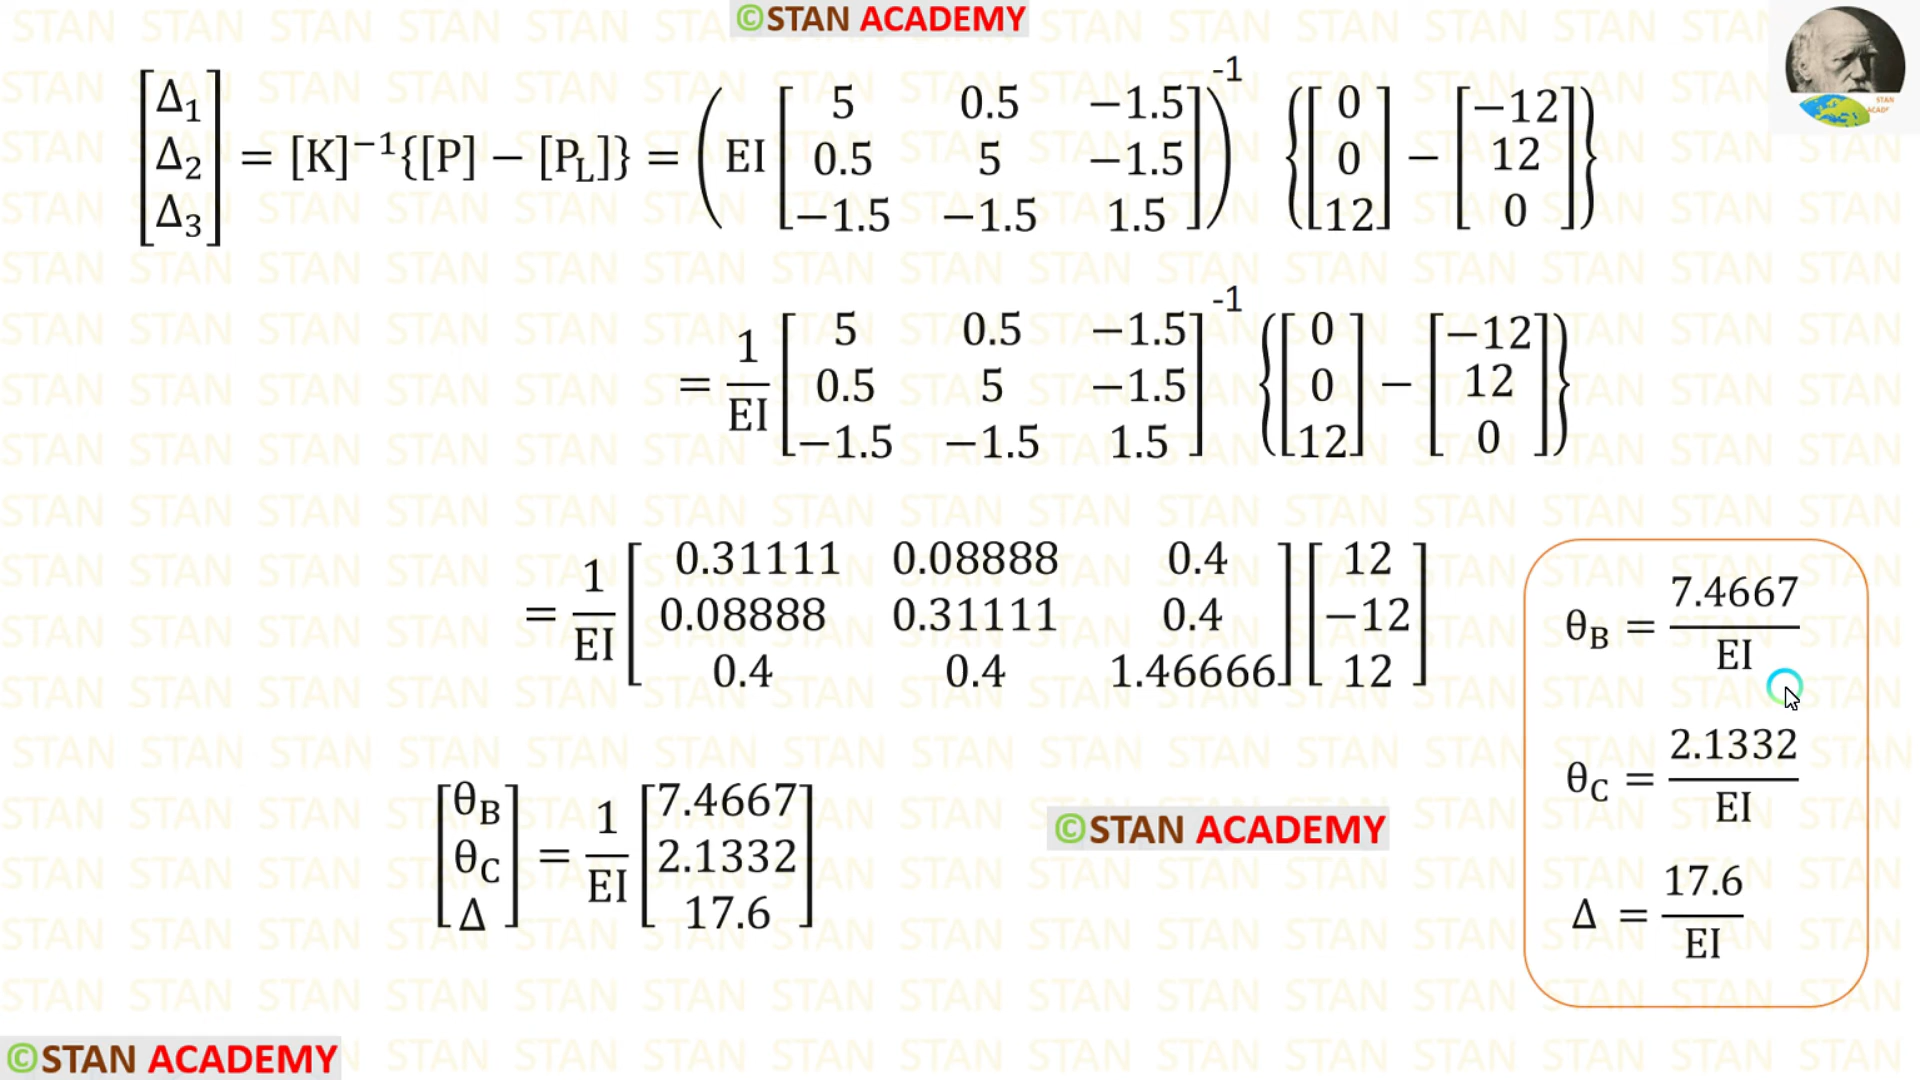 ©STAN ACADEMY
[Δ₁ Δ₂ Δ₃] = [K]⁻¹{[P] − [P_L]} = (EI [5 0.5 −1.5; 0.5 5 −1.5; −1.5 −1.5 1.5])⁻¹ {[0 0 12] − [−12 12 0]}
= 1/EI [5 0.5 −1.5; 0.5 5 −1.5; −1.5 −1.5 1.5]⁻¹ {[0 0 12] − [−12 12 0]}
= 1/EI [0.31111 0.08888 0.4; 0.08888 0.31111 0.4; 0.4 0.4 1.46666] [12 −12 12]
[θ_B θ_C Δ] = 1/EI [7.4667 2.1332 17.6]
θ_B = 7.4667/EI
θ_C = 2.1332/EI
Δ = 17.6/EI
©STAN ACADEMY
©STAN ACADEMY